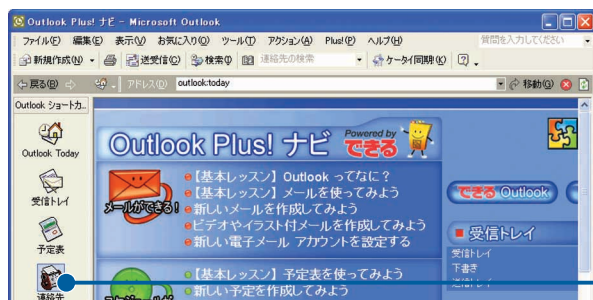 Outlook Plus! ナビ - Microsoft Outlook
ファイル(F) 編集(E) 表示(V) お気に入り(O) ツール(T) アクション(A) Plus!(P) ヘルプ(H) 質問を入力してください
新規作成(N) 送受信(C) 検索(I) 連絡先の検索 ケータイ同期(K)
戻る(B) アドレス(D) outlook:today 移動(G)
Outlook ショートカ...
Outlook Today
受信トレイ
予定表
連絡先
Outlook Plus! ナビ Powered by できる
メールができる!
【基本レッスン】Outlook ってなに？
【基本レッスン】メールを使ってみよう
新しいメールを作成してみよう
ビデオやイラスト付メールを作成してみよう
新しい電子メール アカウントを設定する
【基本レッスン】予定表を使ってみよう
新しい予定を作成してみよう
できる Outlook
受信トレイ
受信トレイ
下書き